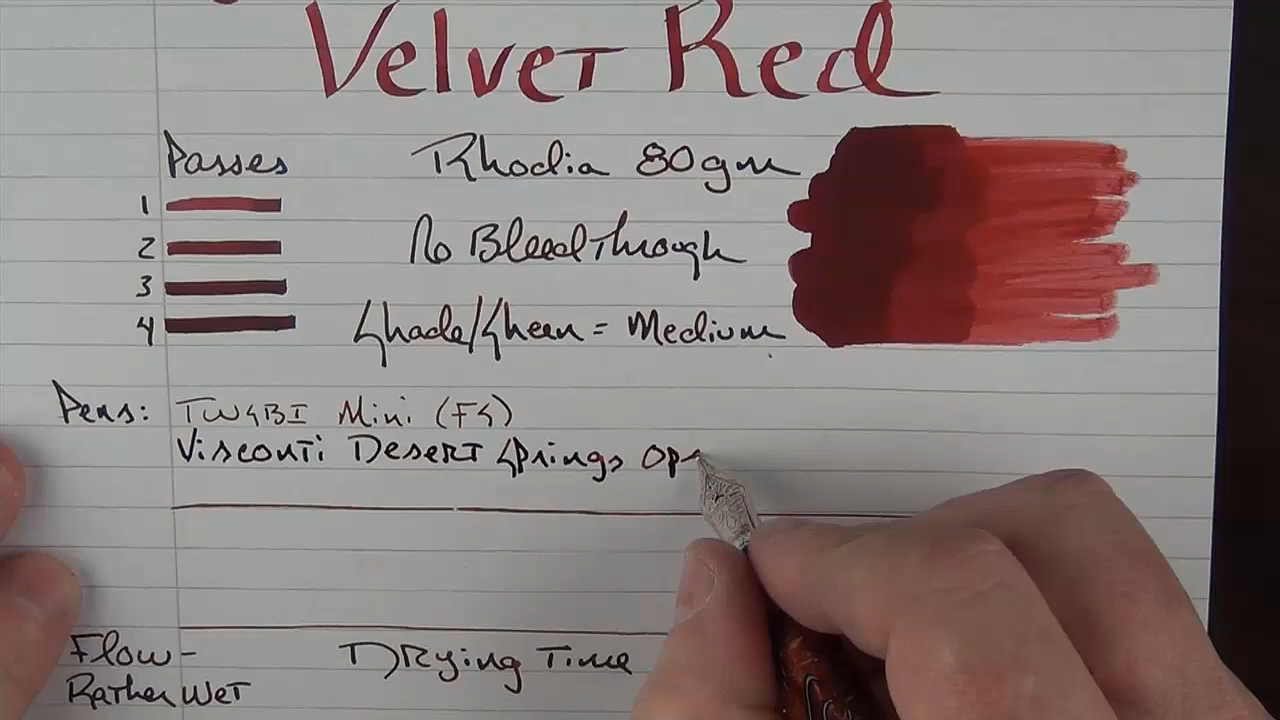 Velvet Red
Passes
Rhodia 80gm
1
2
No Bleedthrough
3
4
Shade/Sheen = Medium
Pens: TWSBI Mini (FS)
Visconti Desert Springs Op
Flow-
Rather Wet
Drying Time